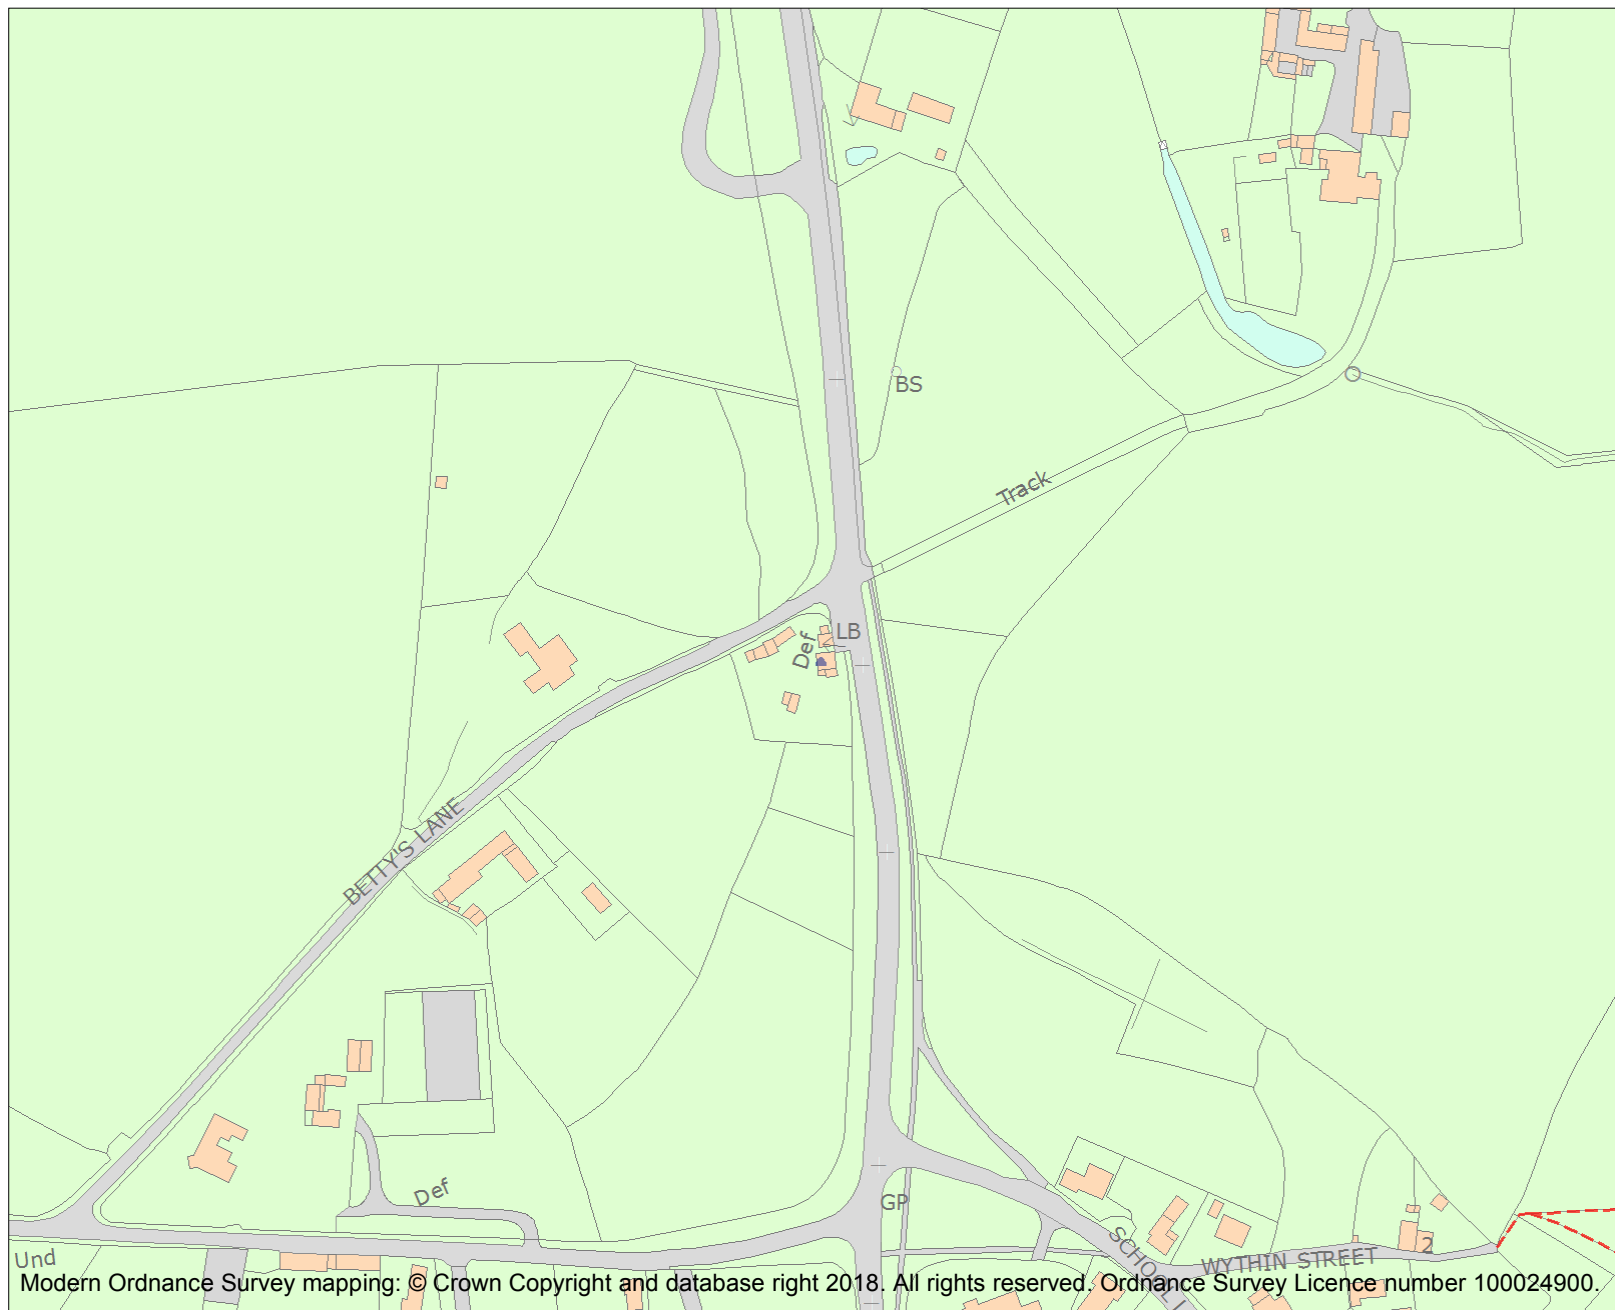 BS
Track
LB
Def
BETTY'S LANE
Def
GP
SCHOOL L
WYTHIN STREET
2
Und
Modern Ordnance Survey mapping: © Crown Copyright and database right 2018. All rights reserved. Ordnance Survey Licence number 100024900.